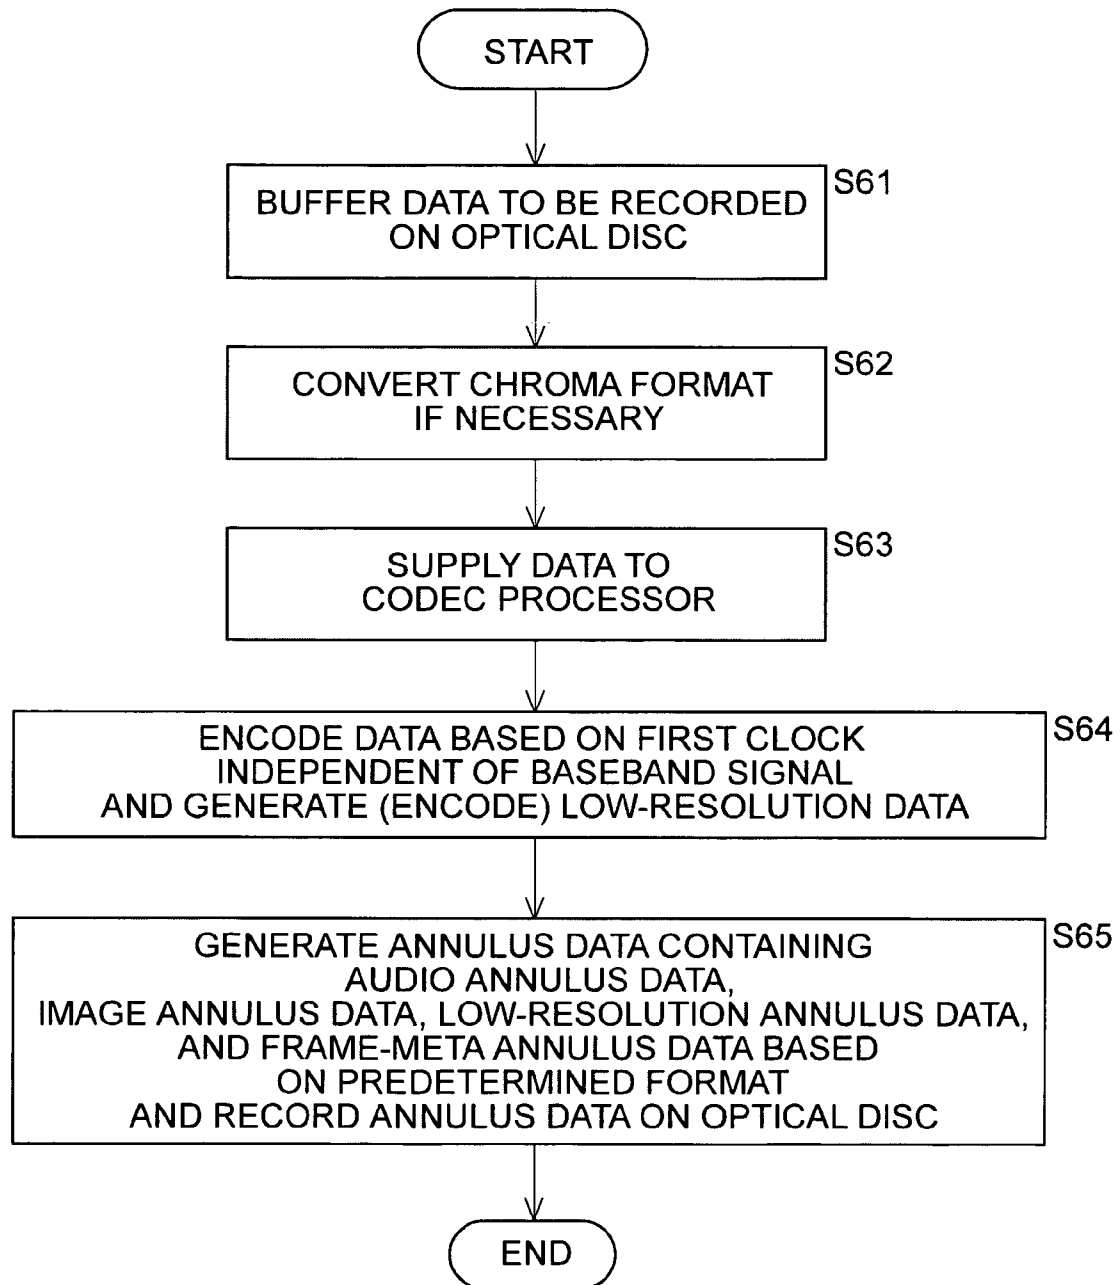 START
S61
BUFFER DATA TO BE RECORDED
ON OPTICAL DISC
S62
CONVERT CHROMA FORMAT
IF NECESSARY
S63
SUPPLY DATA TO
CODEC PROCESSOR
S64
ENCODE DATA BASED ON FIRST CLOCK
INDEPENDENT OF BASEBAND SIGNAL
AND GENERATE (ENCODE) LOW-RESOLUTION DATA
S65
GENERATE ANNULUS DATA CONTAINING
AUDIO ANNULUS DATA,
IMAGE ANNULUS DATA, LOW-RESOLUTION ANNULUS DATA,
AND FRAME-META ANNULUS DATA BASED
ON PREDETERMINED FORMAT
AND RECORD ANNULUS DATA ON OPTICAL DISC
END